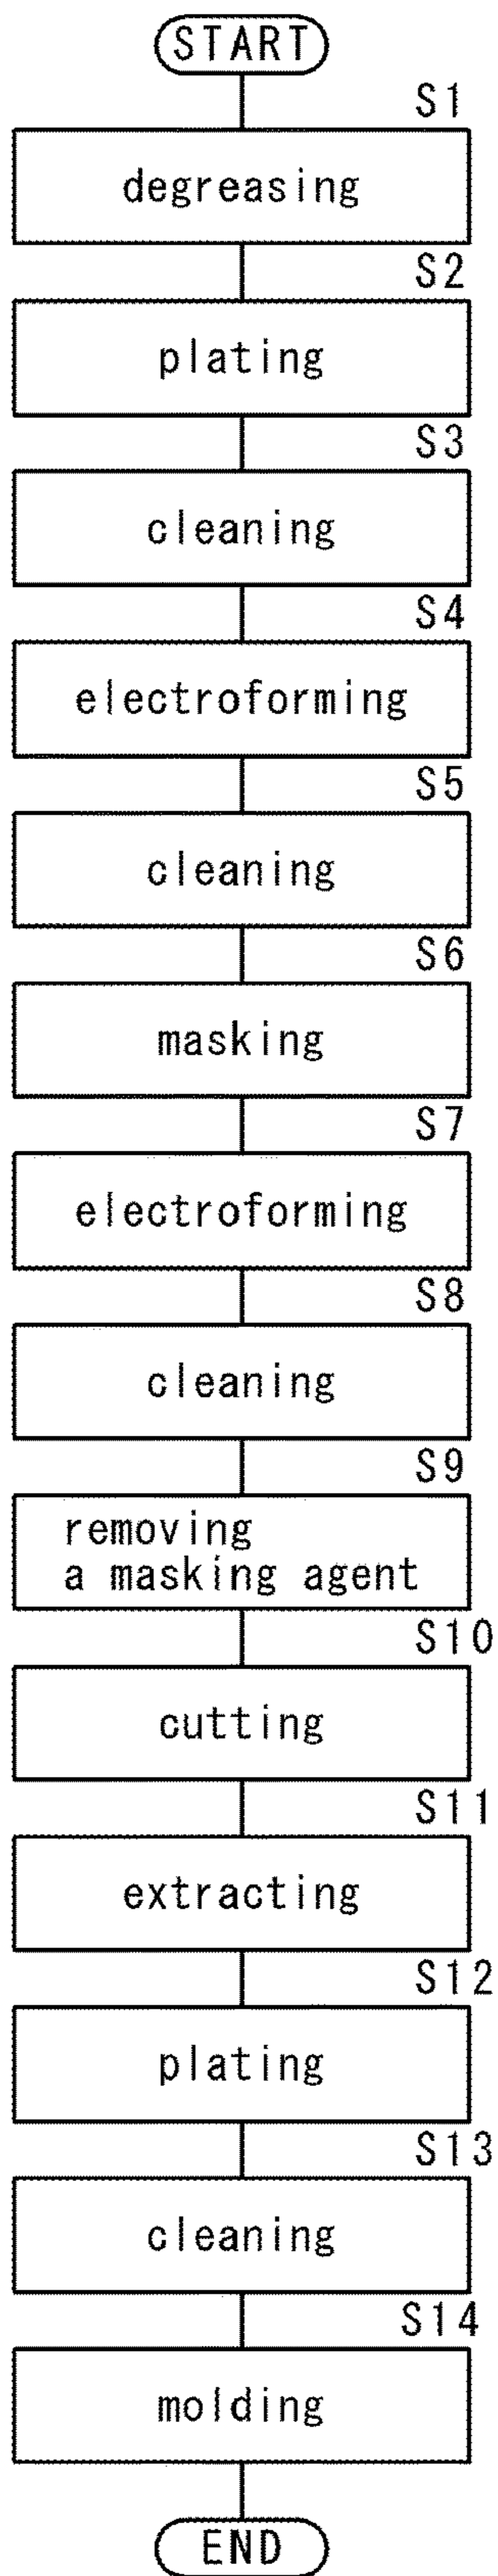 START
S1
degreasing
S2
plating
S3
cleaning
S4
electroforming
S5
cleaning
S6
masking
S7
electroforming
S8
cleaning
S9
removing
a masking agent
S10
cutting
S11
extracting
S12
plating
S13
cleaning
S14
molding
END